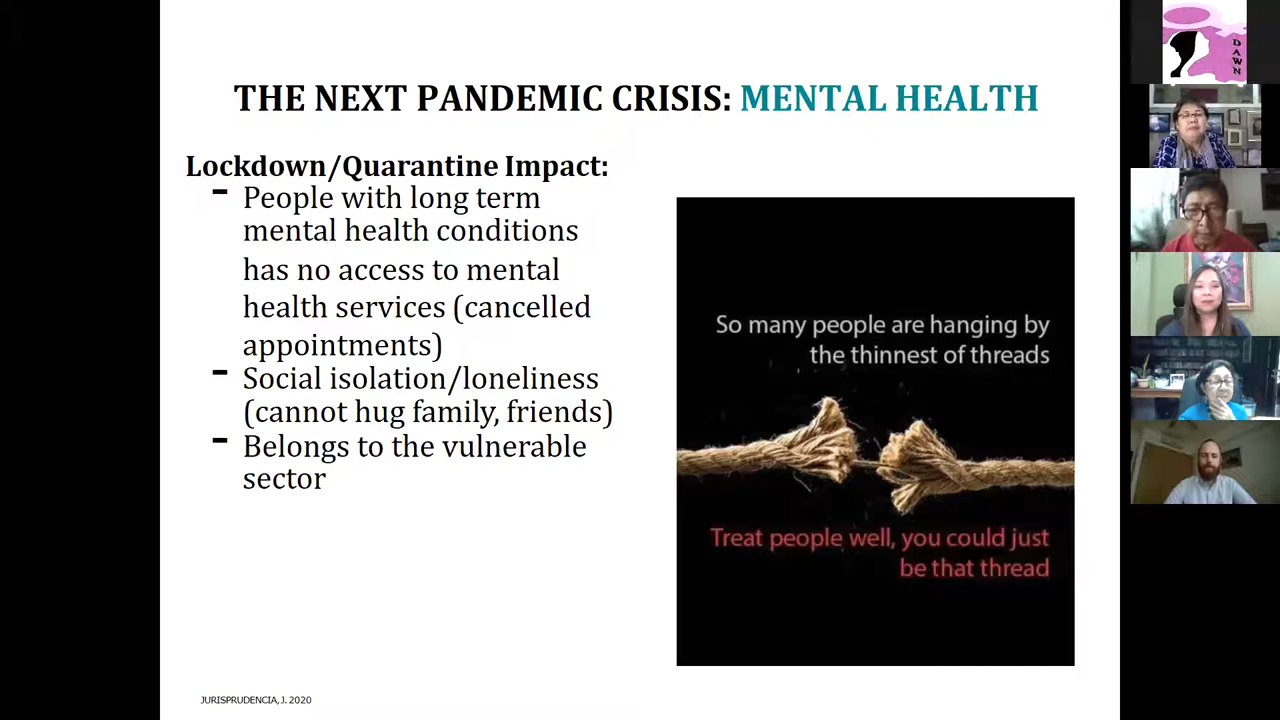 THE NEXT PANDEMIC CRISIS: MENTAL HEALTH
Lockdown/Quarantine Impact:
- People with long term
mental health conditions
has no access to mental
health services (cancelled
appointments)
- Social isolation/loneliness
(cannot hug family, friends)
- Belongs to the vulnerable
sector
So many people are hanging by
the thinnest of threads
Treat people well, you could just
be that thread
JURISPRUDENCIA, J. 2020
DAWN